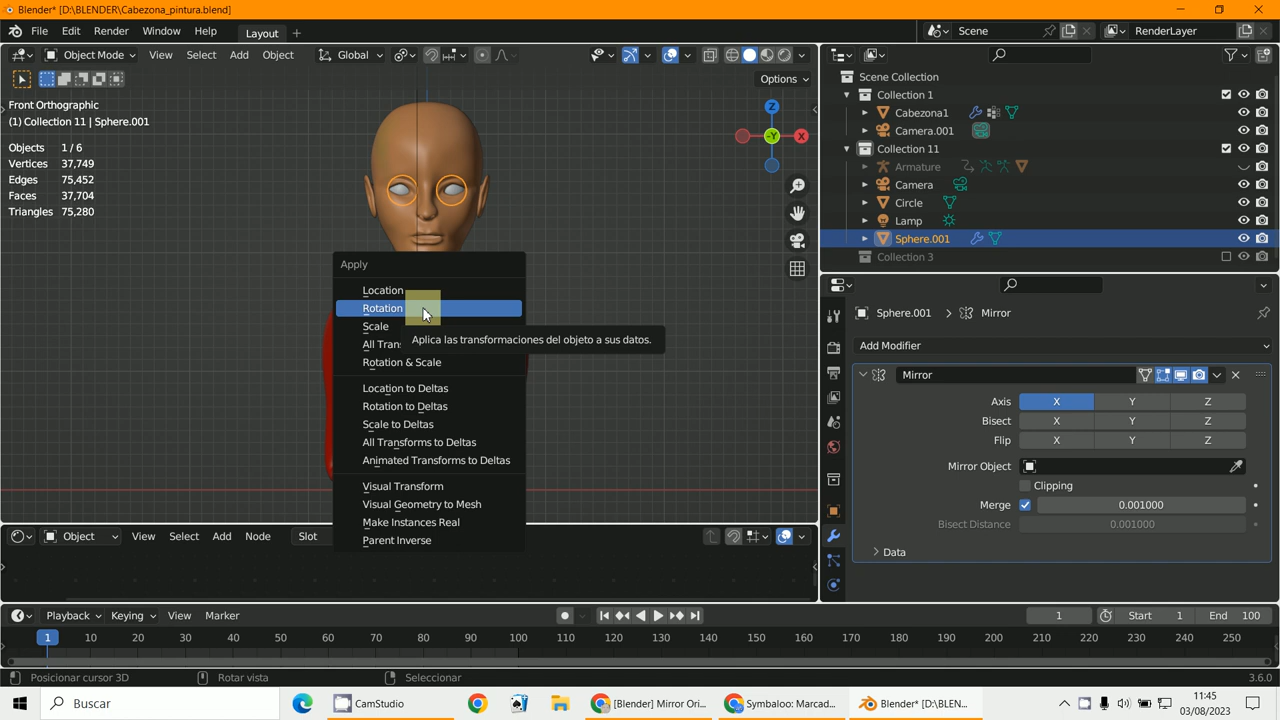 Blender* [D:\BLENDER\Cabezona_pintura.blend]
File Edit Render Window Help Layout + Scene RenderLayer
Object Mode View Select Add Object Global
Options
Front Orthographic
(1) Collection 11 | Sphere.001
Objects 1 / 6
Vertices 37,749
Edges 75,452
Faces 37,704
Triangles 75,280
Z
X
-Y
Apply
Location
Rotation
Scale
All Trans
Aplica las transformaciones del objeto a sus datos.
Rotation & Scale
Location to Deltas
Rotation to Deltas
Scale to Deltas
All Transforms to Deltas
Animated Transforms to Deltas
Visual Transform
Visual Geometry to Mesh
Make Instances Real
Parent Inverse
Scene Collection
Collection 1
Cabezona1
Camera.001
Collection 11
Armature
Camera
Circle
Lamp
Sphere.001
Collection 3
Sphere.001 > Mirror
Add Modifier
Mirror
Axis X Y Z
Bisect X Y Z
Flip X Y Z
Mirror Object
Clipping
Merge 0.001000
Bisect Distance 0.001000
Data
Object View Select Add Node Slot
Playback Keying View Marker 1 Start 1 End 100
1 10 20 30 40 50 60 70 80 90 100 110 120 130 140 150 160 170 180 190 200 210 220 230 240 250
Posicionar cursor 3D Rotar vista Seleccionar 3.6.0
Buscar CamStudio [Blender] Mirror Ori... Symbaloo: Marcad... Blender* [D:\BLEN...
11:45
03/08/2023